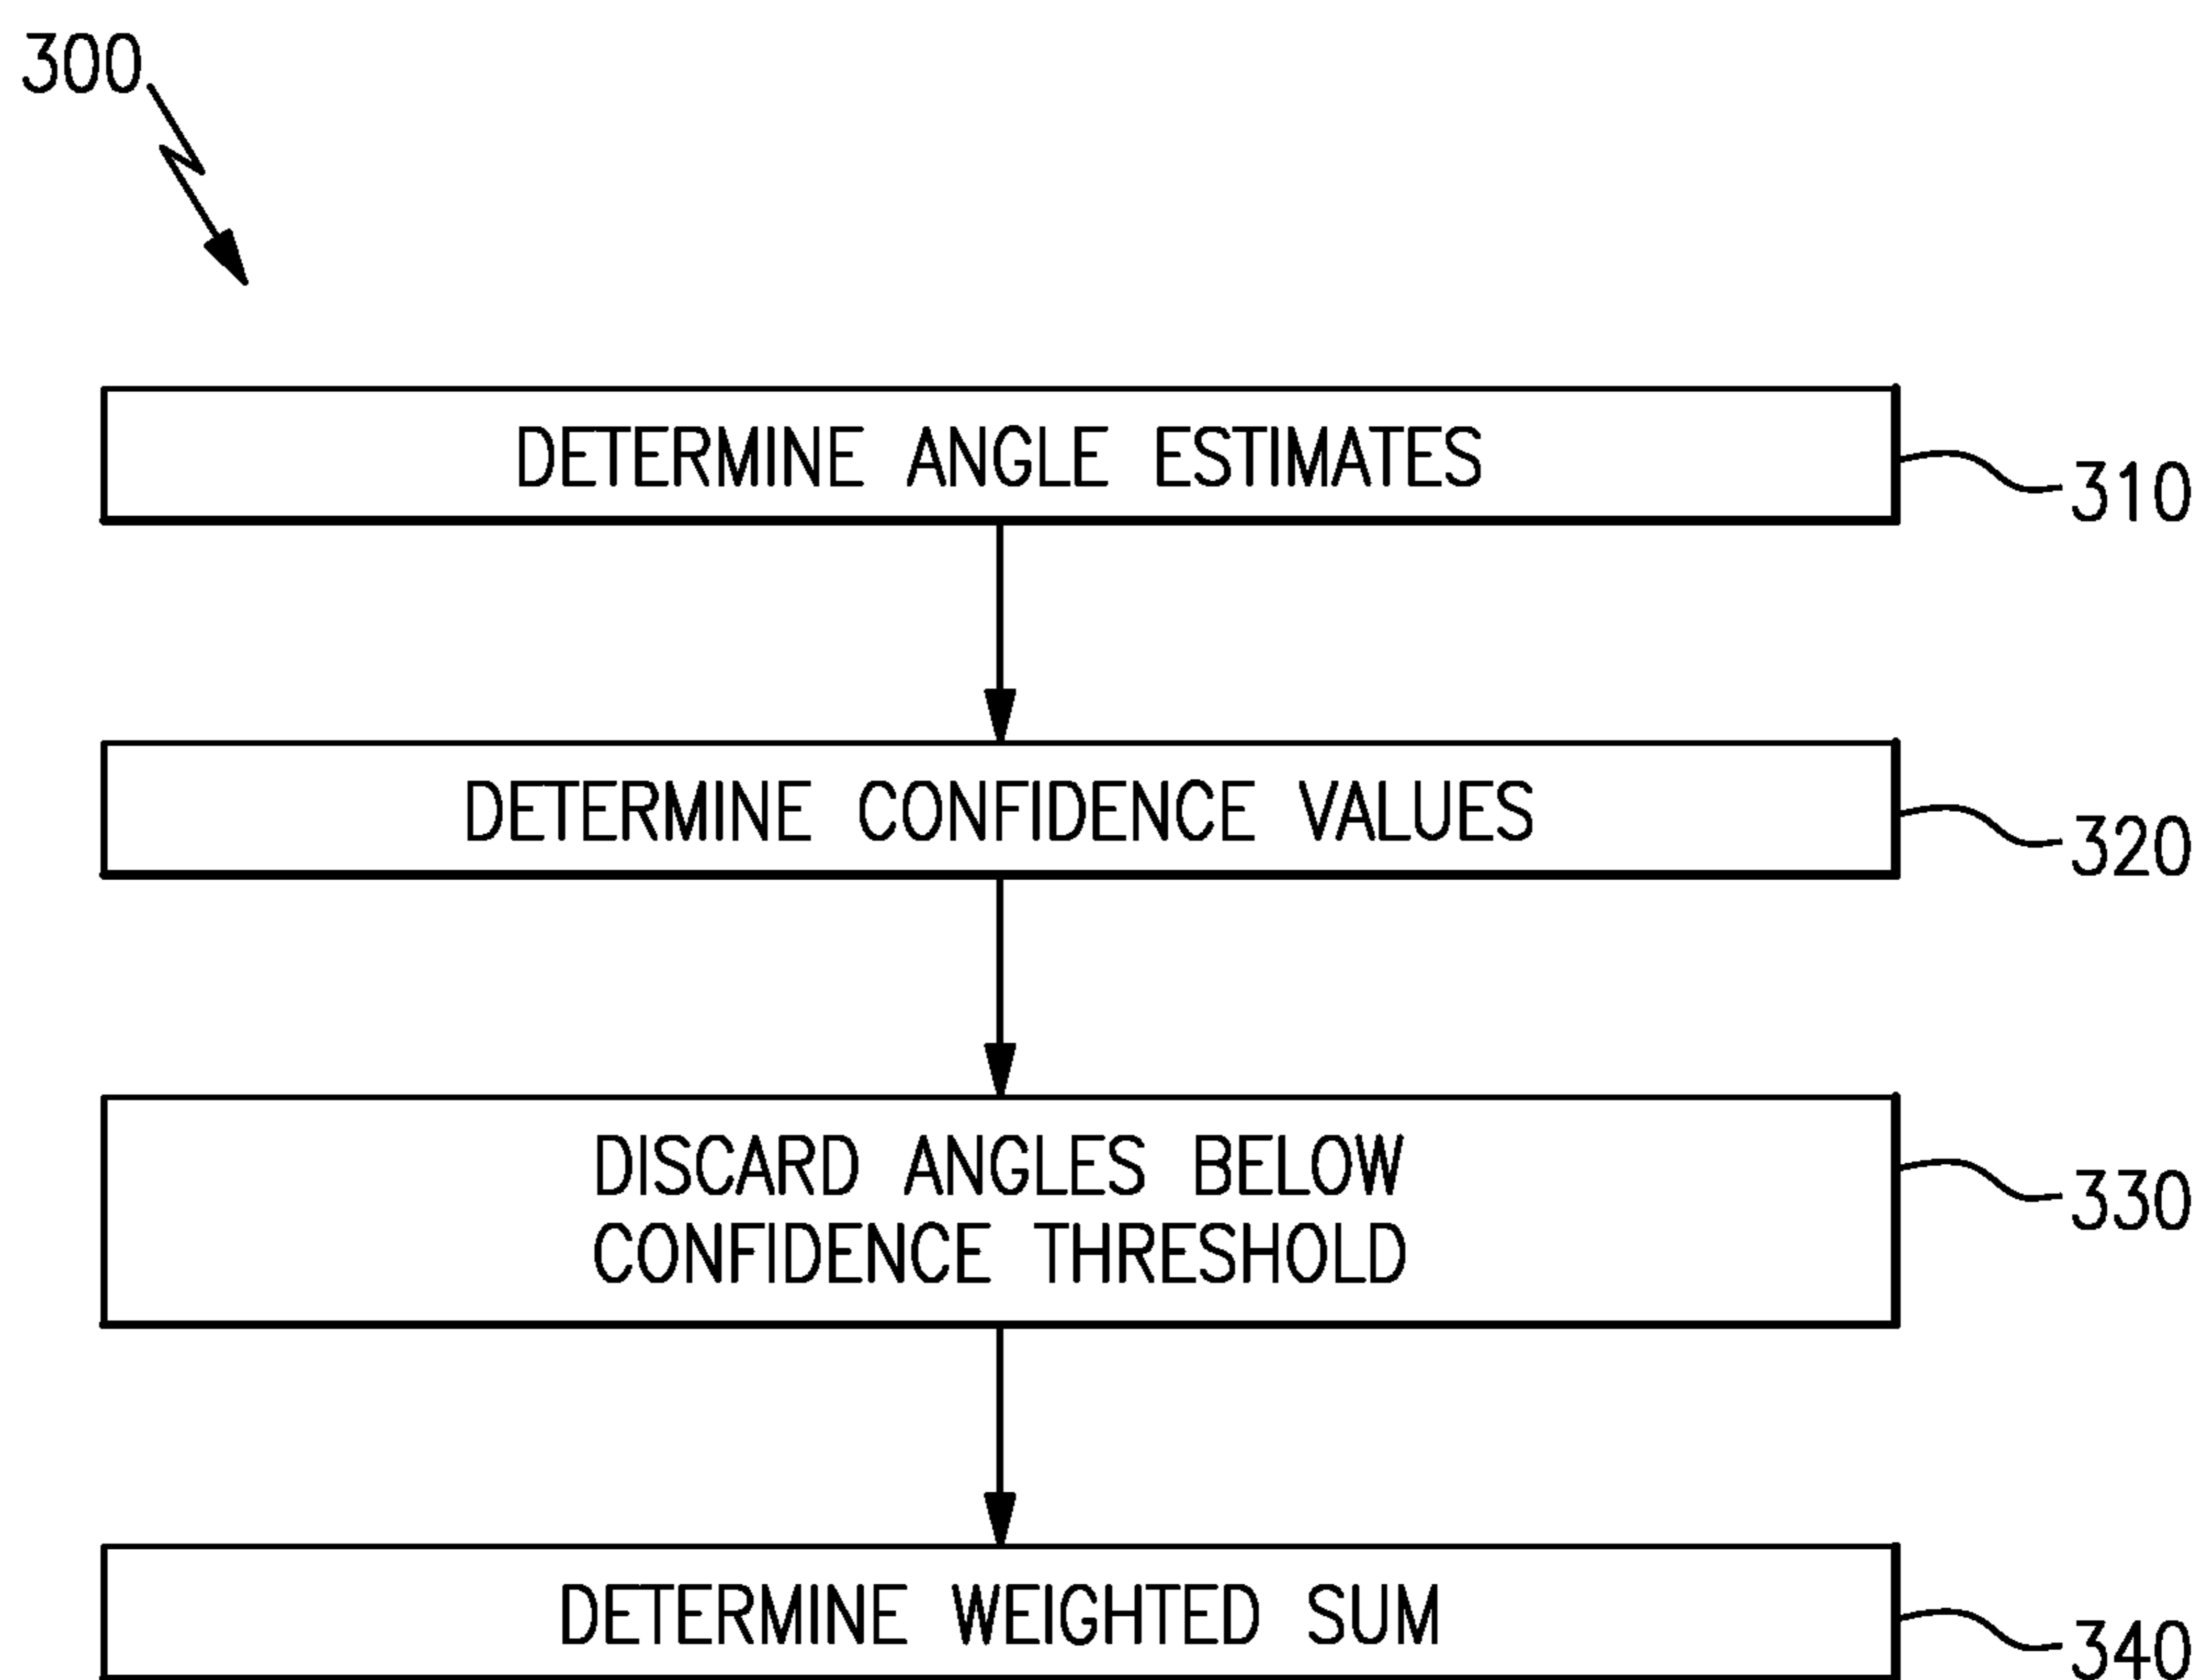 300
DETERMINE ANGLE ESTIMATES
310
DETERMINE CONFIDENCE VALUES
320
DISCARD ANGLES BELOW
CONFIDENCE THRESHOLD
330
DETERMINE WEIGHTED SUM
340